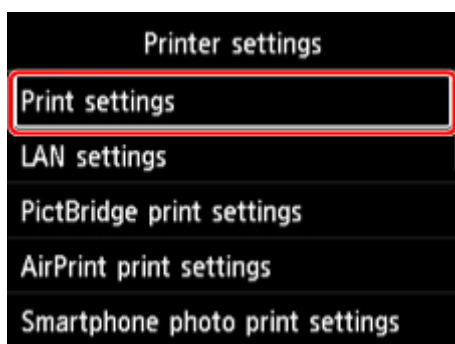 Printer settings
Print settings
LAN settings
PictBridge print settings
AirPrint print settings
Smartphone photo print settings